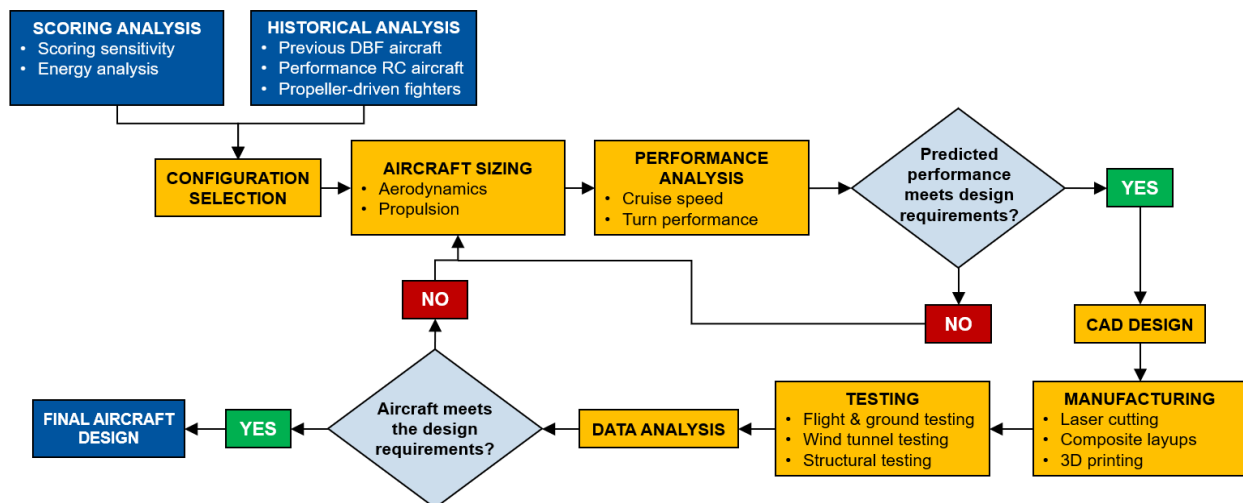 SCORING ANALYSIS
• Scoring sensitivity
• Energy analysis
HISTORICAL ANALYSIS
• Previous DBF aircraft
• Performance RC aircraft
• Propeller-driven fighters
CONFIGURATION
SELECTION
AIRCRAFT SIZING
• Aerodynamics
• Propulsion
PERFORMANCE
ANALYSIS
• Cruise speed
• Turn performance
Predicted
performance
meets design
requirements?
YES
NO
CAD DESIGN
MANUFACTURING
• Laser cutting
• Composite layups
• 3D printing
TESTING
• Flight & ground testing
• Wind tunnel testing
• Structural testing
DATA ANALYSIS
Aircraft meets
the design
requirements?
NO
YES
FINAL AIRCRAFT
DESIGN